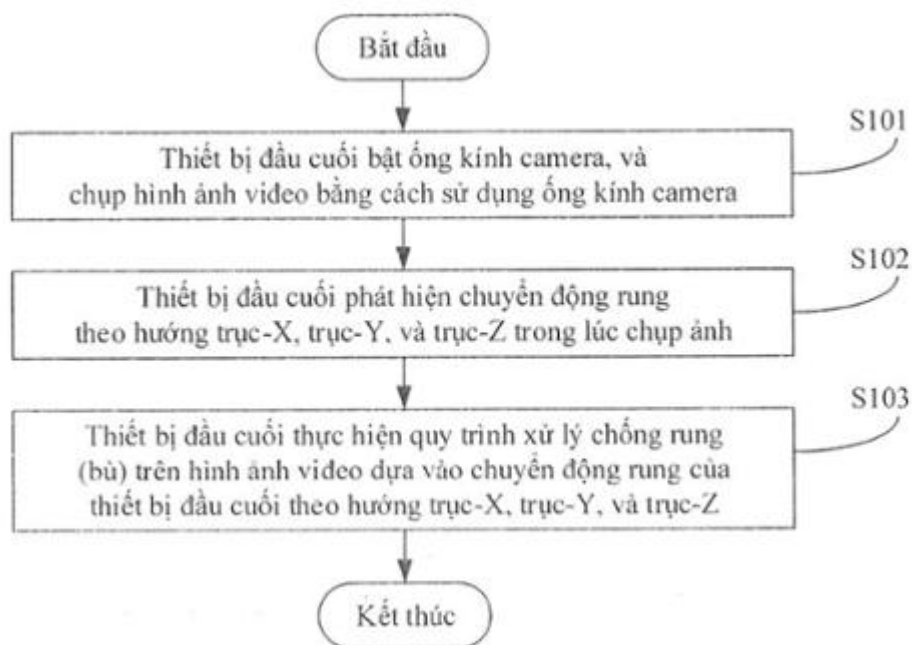 Bắt đầu
S101
Thiết bị đầu cuối bật ống kính camera, và
chụp hình ảnh video bằng cách sử dụng ống kính camera
S102
Thiết bị đầu cuối phát hiện chuyển động rung
theo hướng trục-X, trục-Y, và trục-Z trong lúc chụp ảnh
S103
Thiết bị đầu cuối thực hiện quy trình xử lý chống rung
(bù) trên hình ảnh video dựa vào chuyển động rung của
thiết bị đầu cuối theo hướng trục-X, trục-Y, và trục-Z
Kết thúc